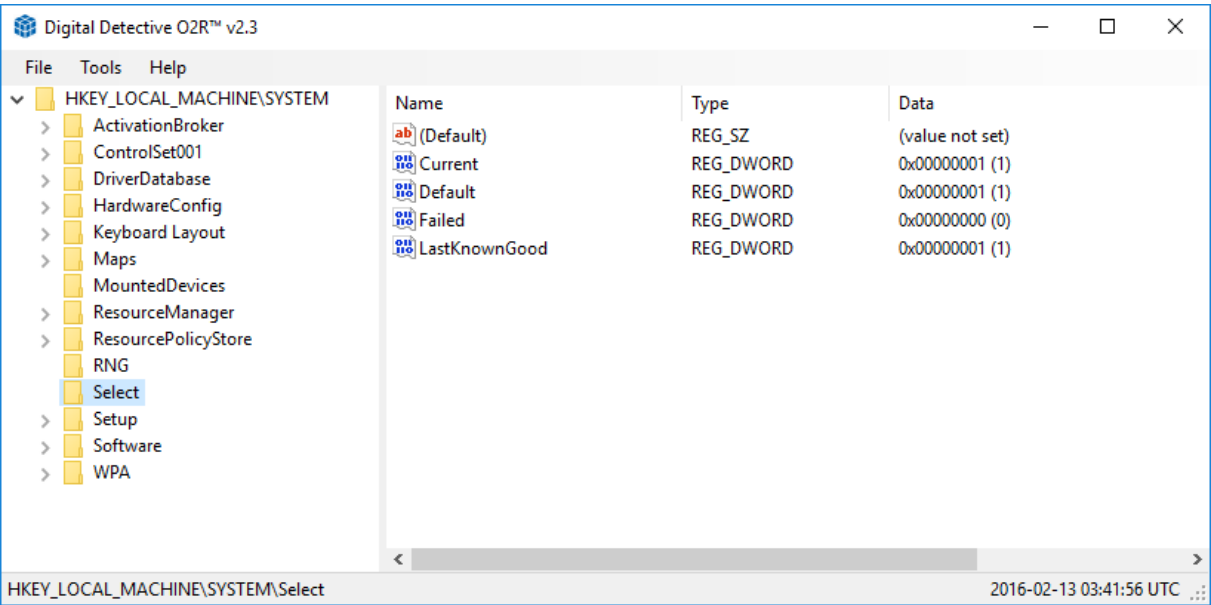 Digital Detective O2R™ v2.3
File Tools Help
HKEY_LOCAL_MACHINE\SYSTEM
ActivationBroker
ControlSet001
DriverDatabase
HardwareConfig
Keyboard Layout
Maps
MountedDevices
ResourceManager
ResourcePolicyStore
RNG
Select
Setup
Software
WPA
Name Type Data
(Default) REG_SZ (value not set)
Current REG_DWORD 0x00000001 (1)
Default REG_DWORD 0x00000001 (1)
Failed REG_DWORD 0x00000000 (0)
LastKnownGood REG_DWORD 0x00000001 (1)
HKEY_LOCAL_MACHINE\SYSTEM\Select 2016-02-13 03:41:56 UTC